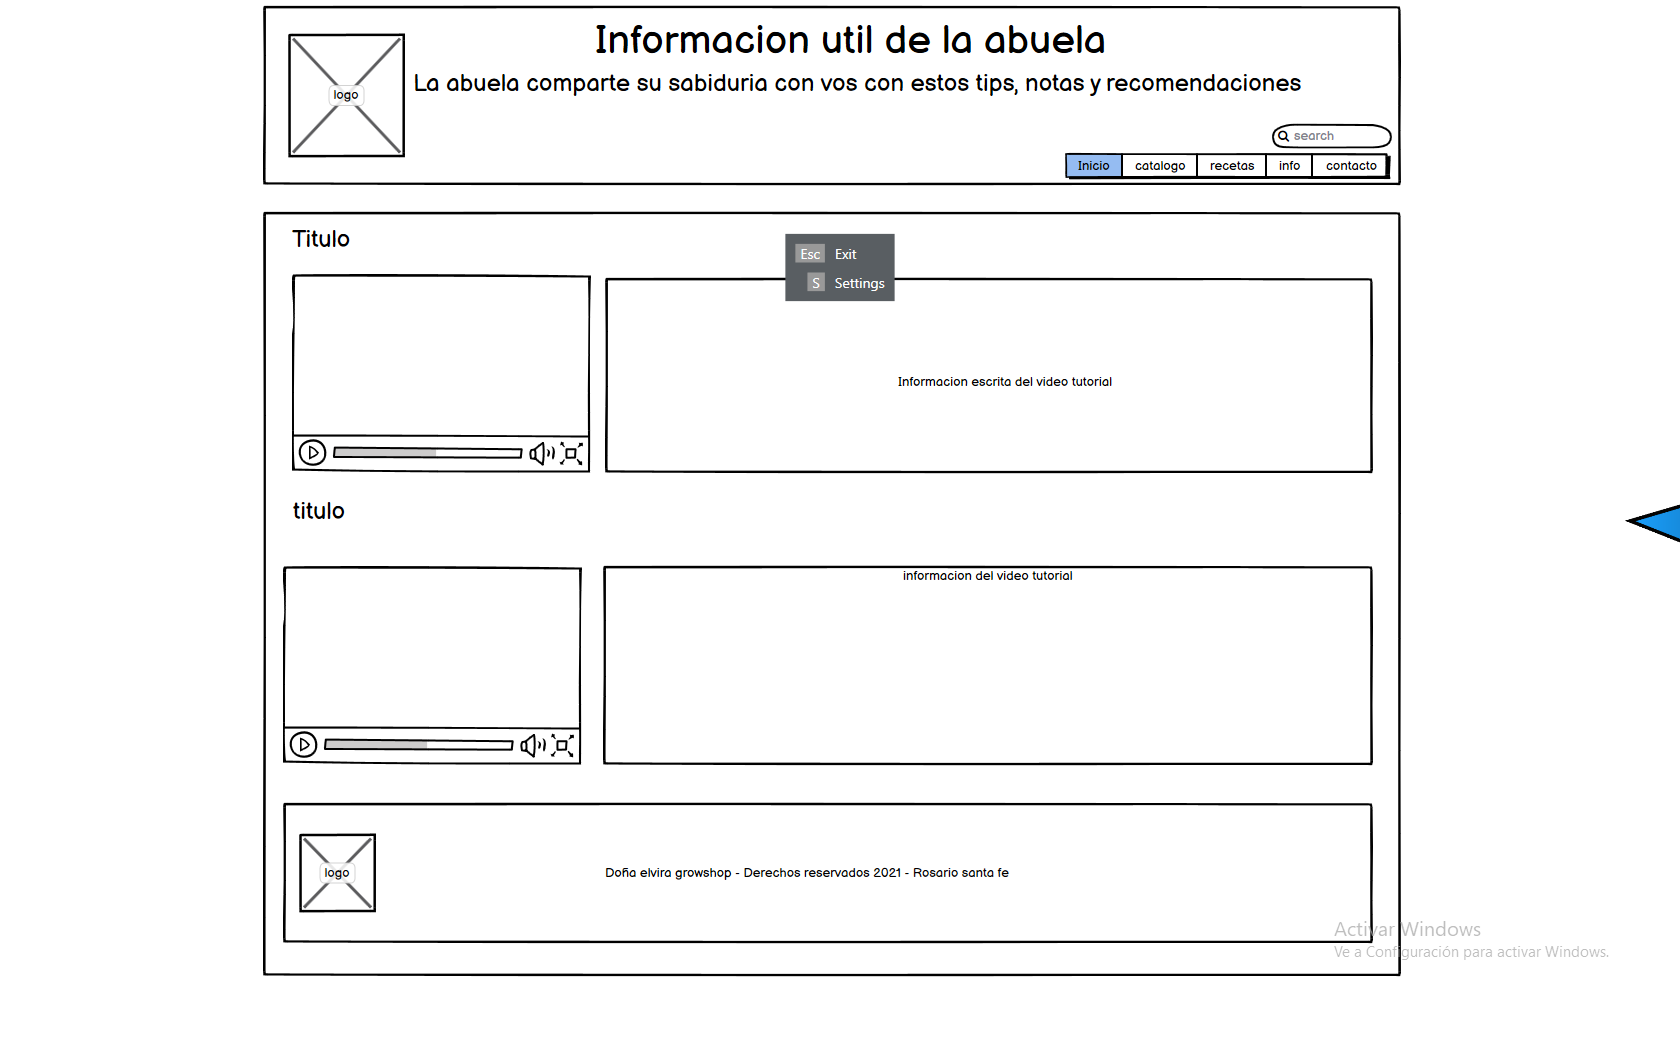 Informacion util de la abuela
La abuela comparte su sabiduria con vos con estos tips, notas y recomendaciones
logo
search
Inicio catalogo recetas info contacto
Titulo
Esc Exit
S Settings
Informacion escrita del video tutorial
titulo
informacion del video tutorial
logo
Doña elvira growshop - Derechos reservados 2021 - Rosario santa fe
Activar Windows
Ve a Configuración para activar Windows.